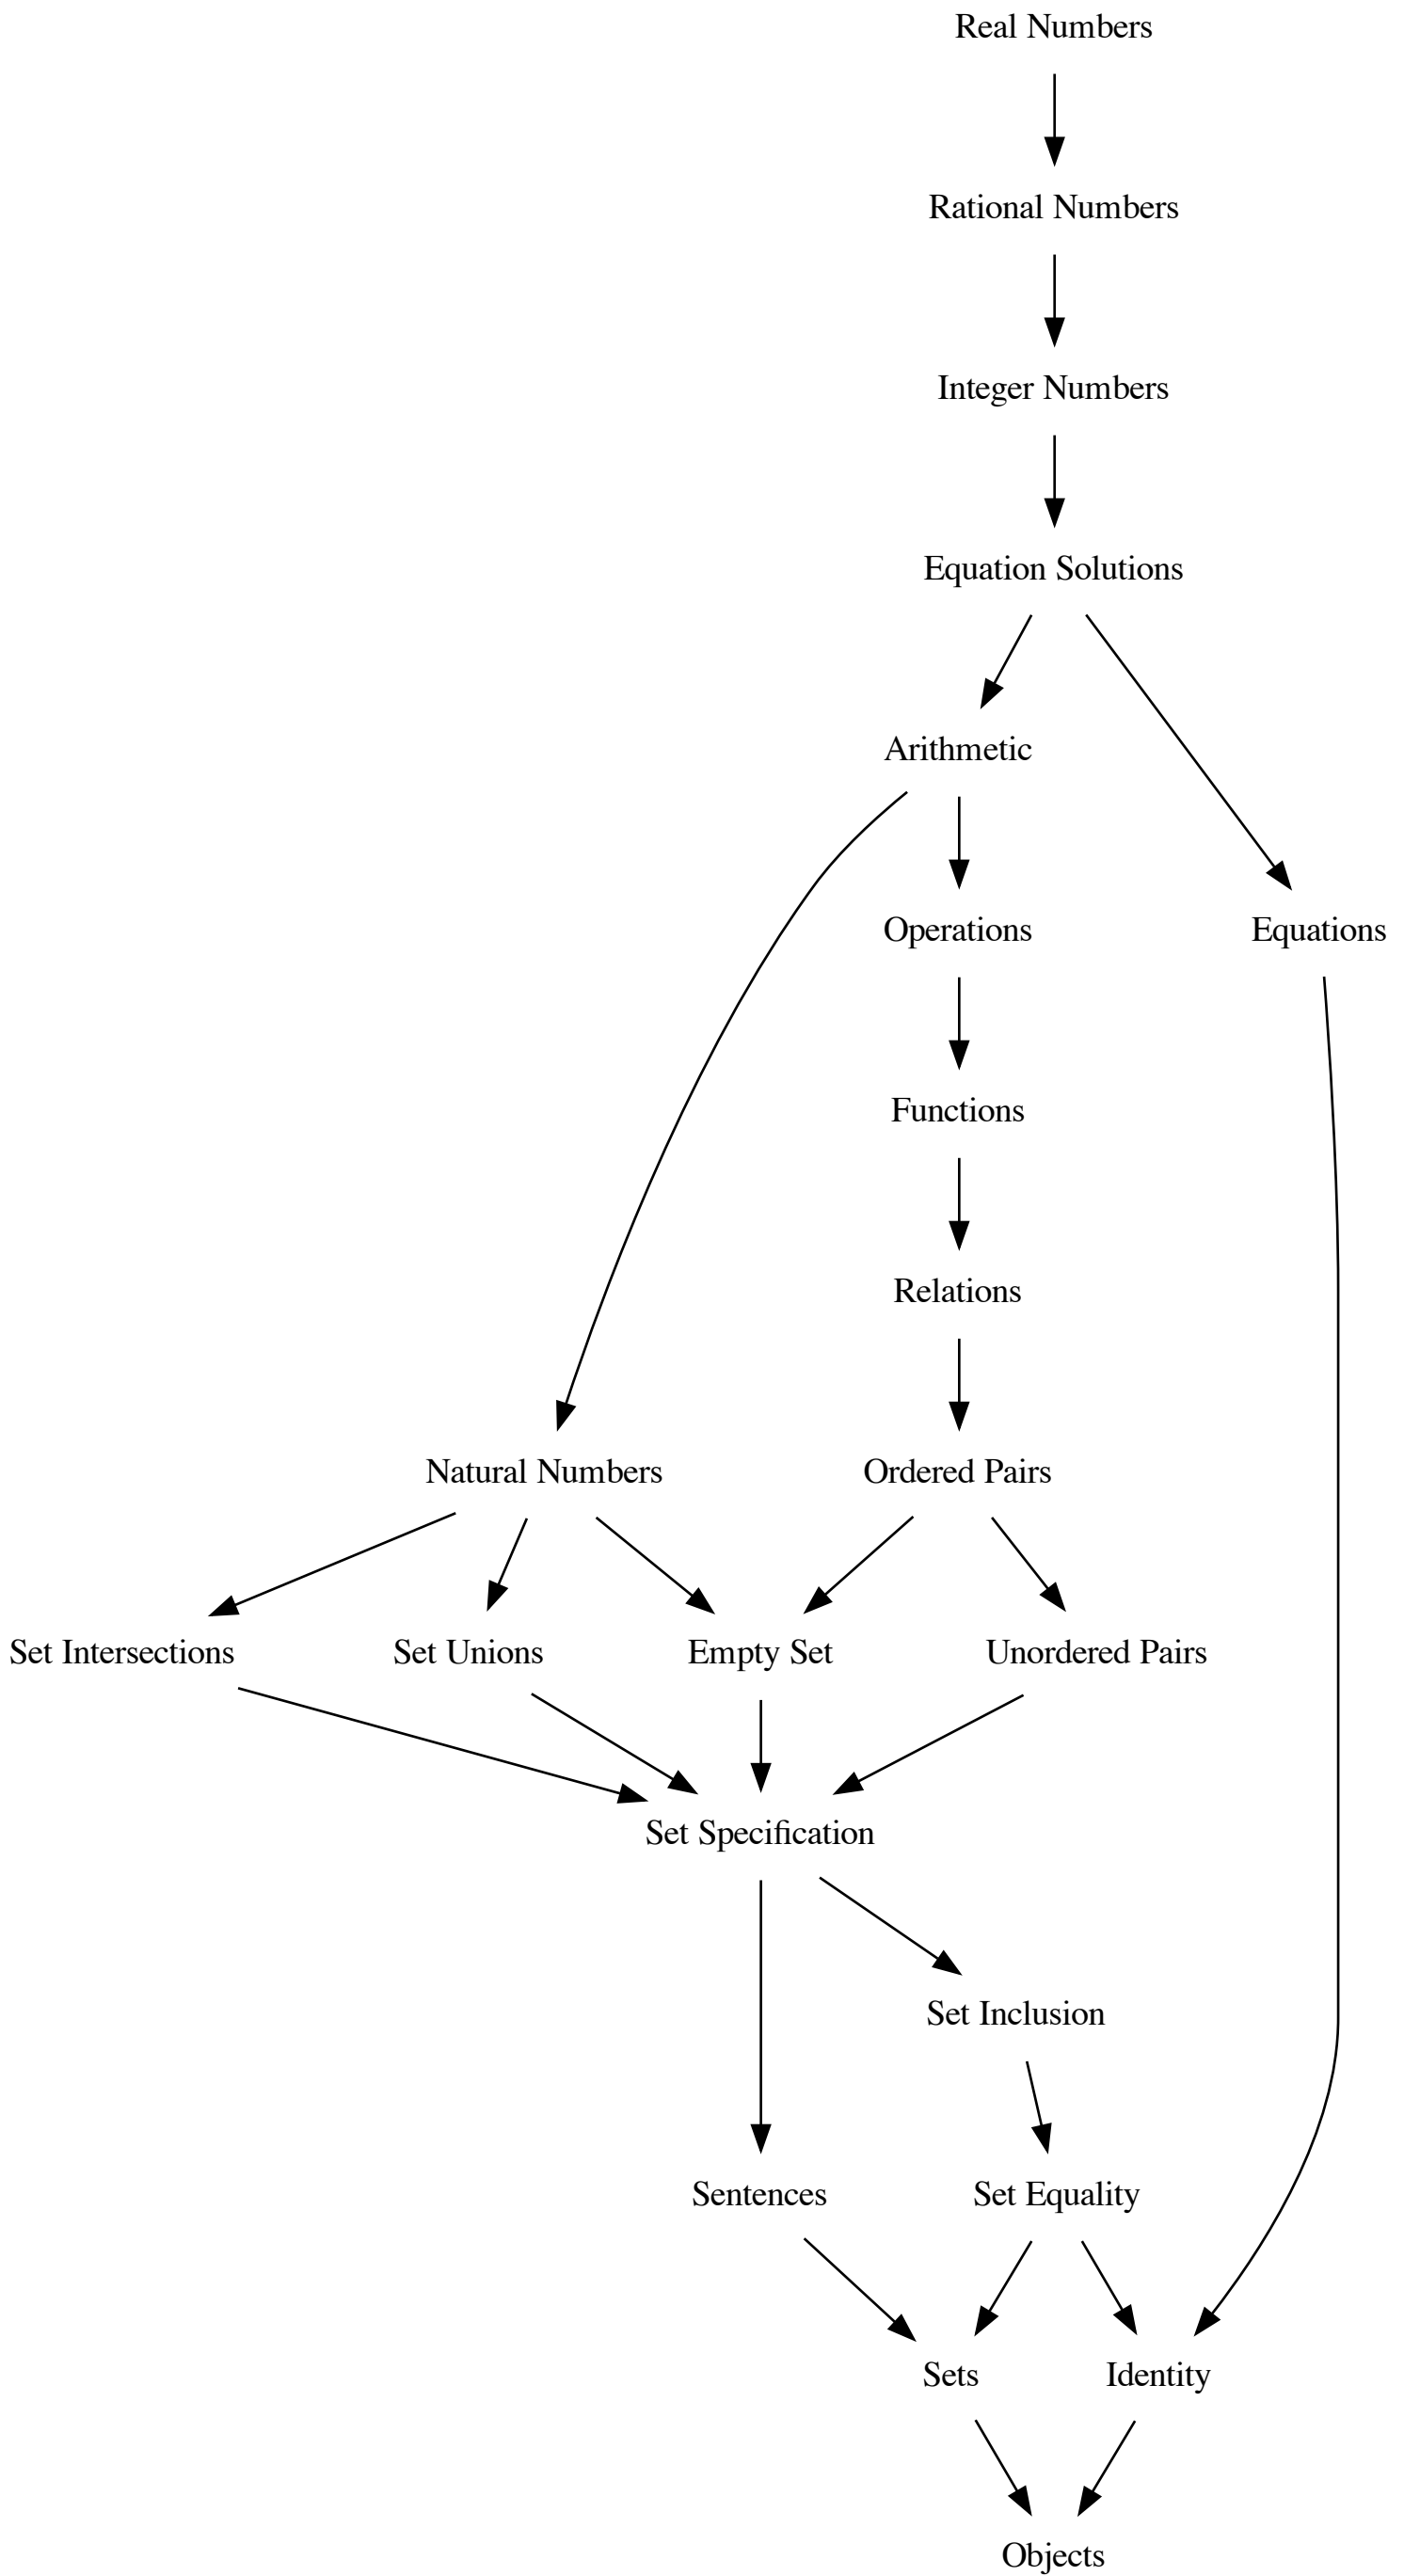 Real Numbers
Rational Numbers
Integer Numbers
Equation Solutions
Arithmetic
Operations
Equations
Functions
Relations
Natural Numbers
Ordered Pairs
Set Intersections
Set Unions
Empty Set
Unordered Pairs
Set Specification
Set Inclusion
Sentences
Set Equality
Sets
Identity
Objects